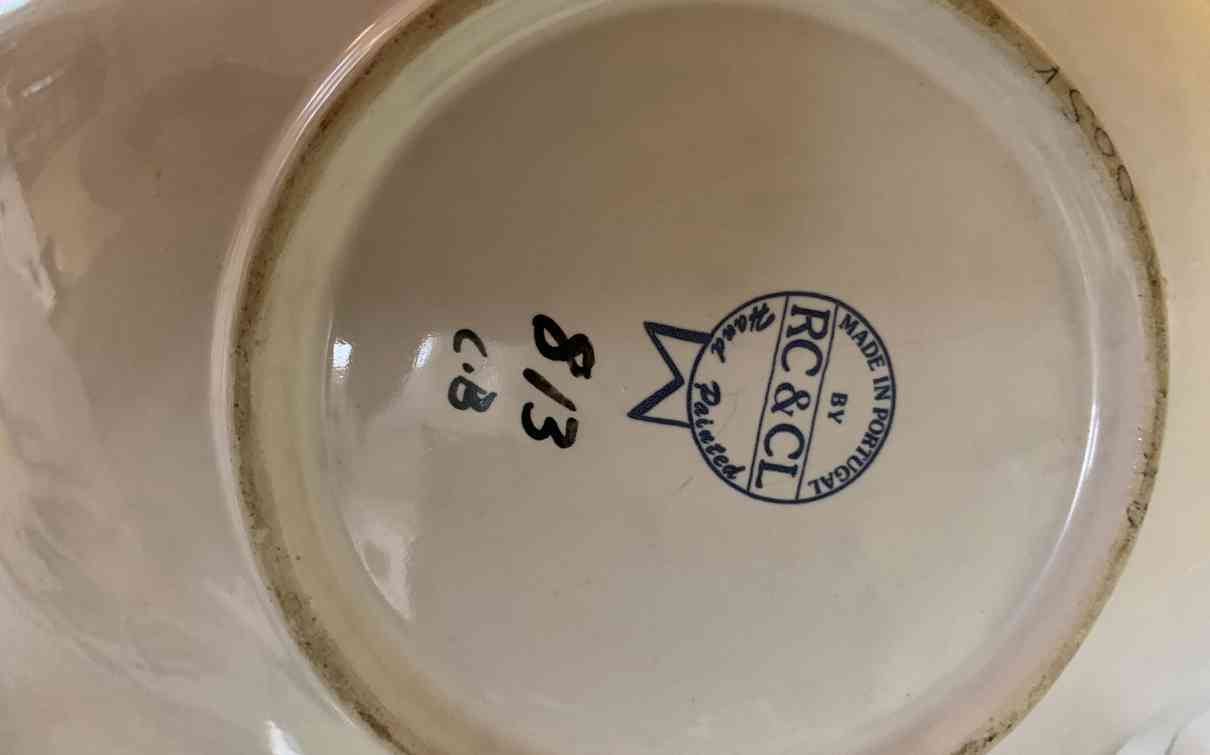 MADE IN PORTUGAL
BY
RC & CL
Hand Painted
813
C.B